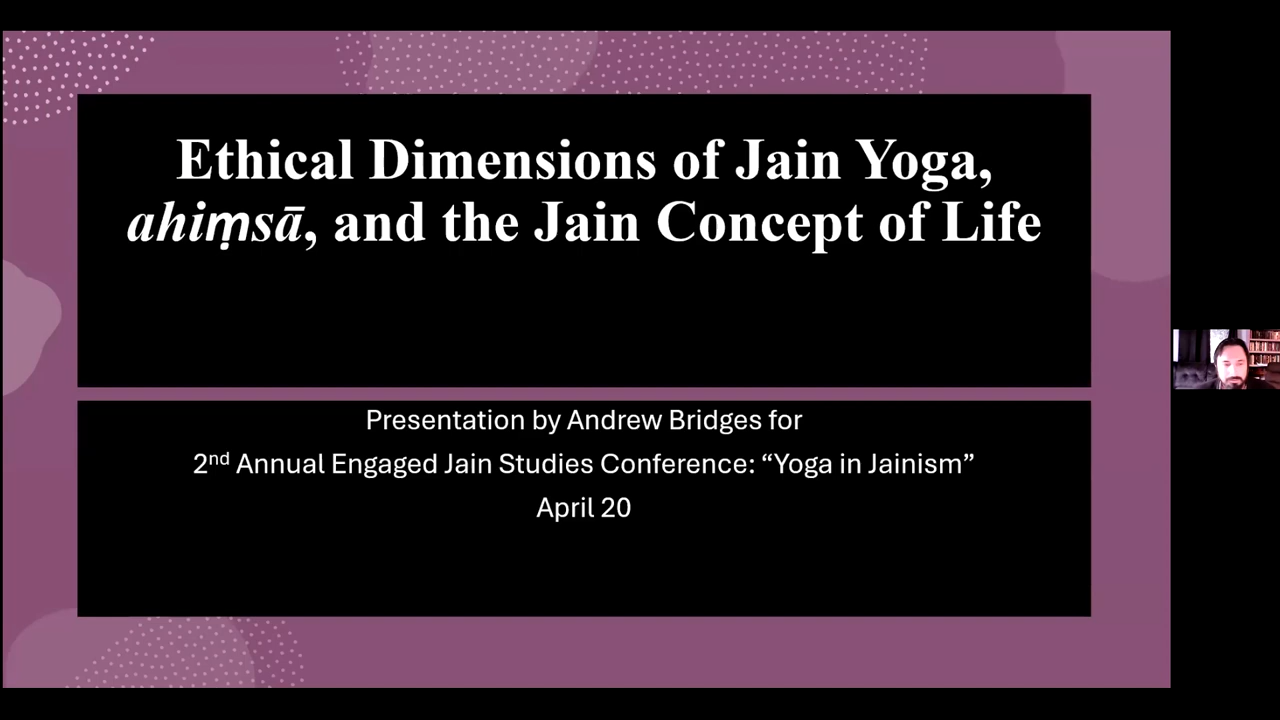 Ethical Dimensions of Jain Yoga,
ahiṃsā, and the Jain Concept of Life
Presentation by Andrew Bridges for
2nd Annual Engaged Jain Studies Conference: “Yoga in Jainism”
April 20